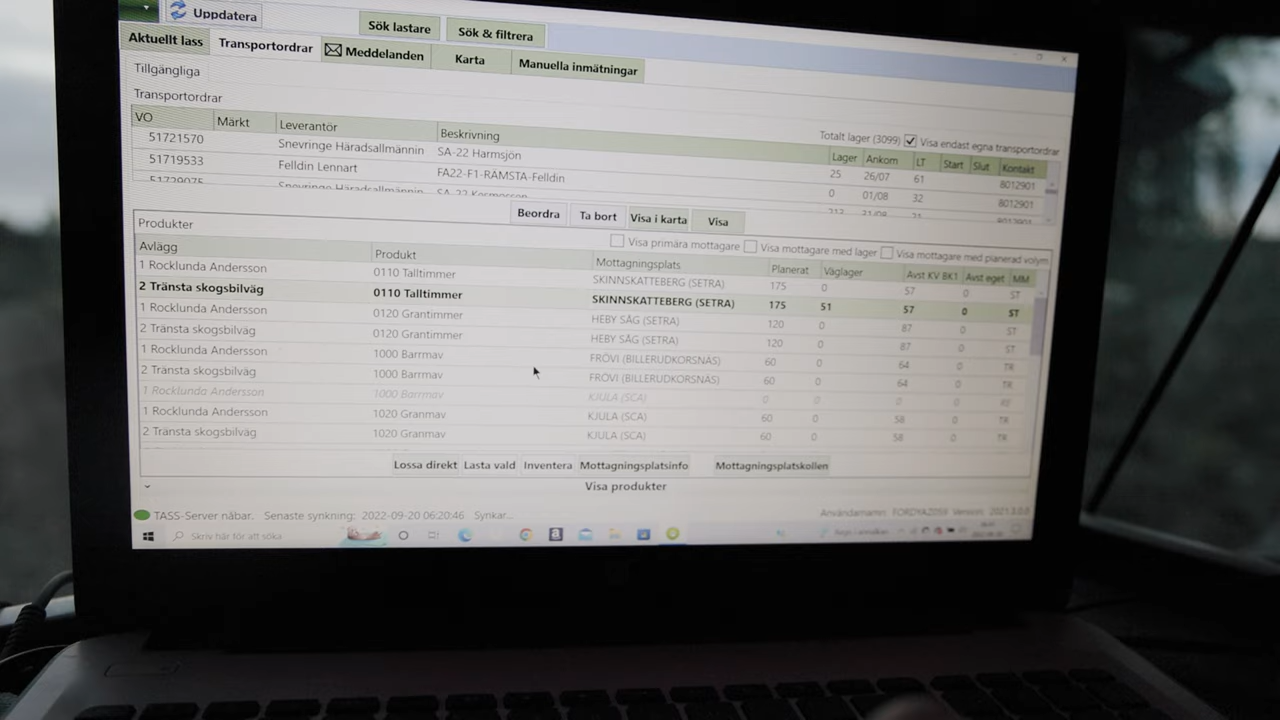 Uppdatera
Sök lastare Sök & filtrera
Aktuellt lass Transportordrar Meddelanden Karta Manuella inmätningar
Tillgängliga
Transportordrar
Totalt lager (3099) Visa endast egna transportordrar
VO Märkt Leverantör Beskrivning Lager Ankom LT Start Slut Kontakt
51721570 Snevringe Häradsallmännin SA-22 Harmsjön 25 26/07 61 8012901
51719533 Felldin Lennart FA22-F1-RAMSTA-Felldin 0 01/08 32 8012901
Snevringe Häradsallmännin
Beordra Ta bort Visa i karta Visa
Produkter
Visa primära mottagare Visa mottagare med lager Visa mottagare med planerad volym
Avlägg Produkt Mottagningsplats Planerat Väglager Avst KV BK1 Avst eget MM
1 Rocklunda Andersson 0110 Talltimmer SKINNSKATTEBERG (SETRA) 175 0 57 0 ST
2 Tränsta skogsbilväg 0110 Talltimmer SKINNSKATTEBERG (SETRA) 175 51 57 0 ST
1 Rocklunda Andersson 0120 Grantimmer HEBY SÅG (SETRA) 120 0 87 0 ST
2 Tränsta skogsbilväg 0120 Grantimmer HEBY SÅG (SETRA) 120 0 87 0 ST
1 Rocklunda Andersson 1000 Barrmav FRÖVI (BILLERUDKORSNÄS) 60 0 64 0 TR
2 Tränsta skogsbilväg 1000 Barrmav FRÖVI (BILLERUDKORSNÄS) 60 0 64 0 TR
1 Rocklunda Andersson 1000 Barrmav KJULA (SCA) 0 0 0 0
1 Rocklunda Andersson 1020 Granmav KJULA (SCA) 60 0 58 0 TR
2 Tränsta skogsbilväg 1020 Granmav KJULA (SCA) 60 0 58 0 TR
Lossa direkt Lasta vald Inventera Mottagningsplatsinfo Mottagningsplatskollen
Visa produkter
TASS-Server nåbar. Senaste synkning: 2022-09-20 06:20:46 Synkar... Användarnamn:
Skriv här för att söka